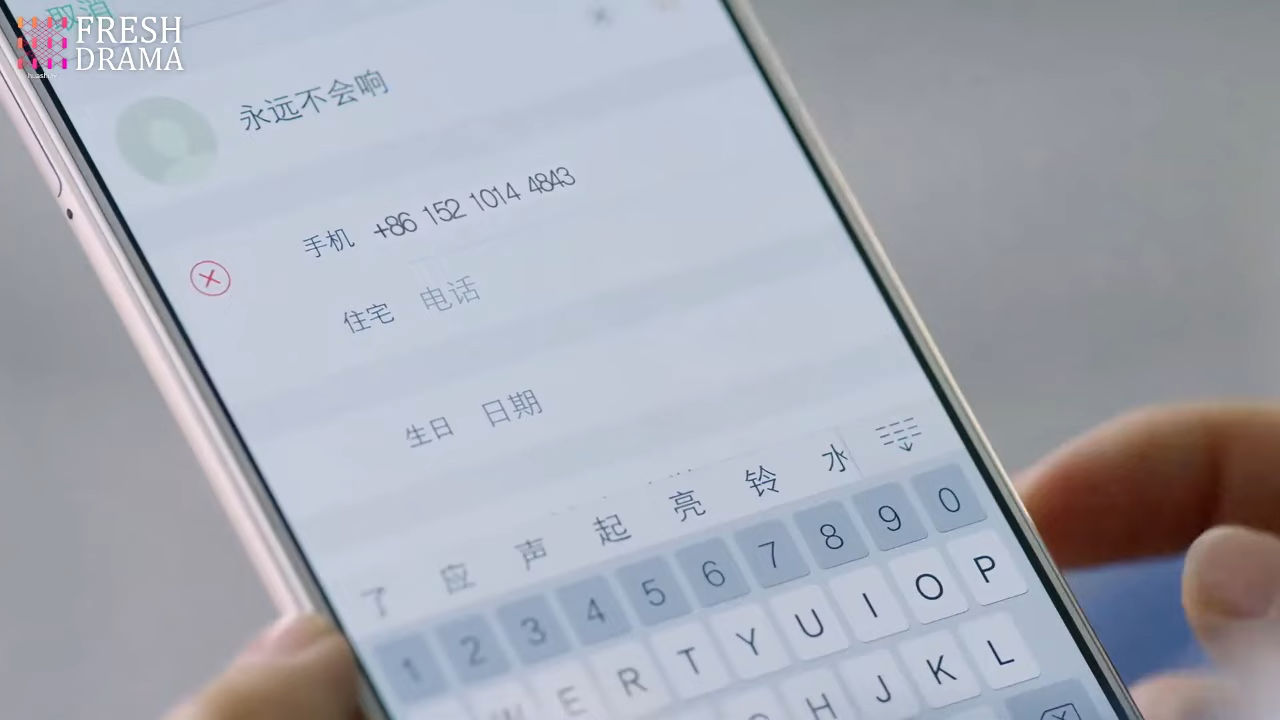 取消
FRESH
DRAMA
永远不会响
手机 +86 152 1014 4843
住宅 电话
生日 日期
了 应 声 起 亮 铃 水
1 2 3 4 5 6 7 8 9 0
W E R T Y U I O P
G H J K L